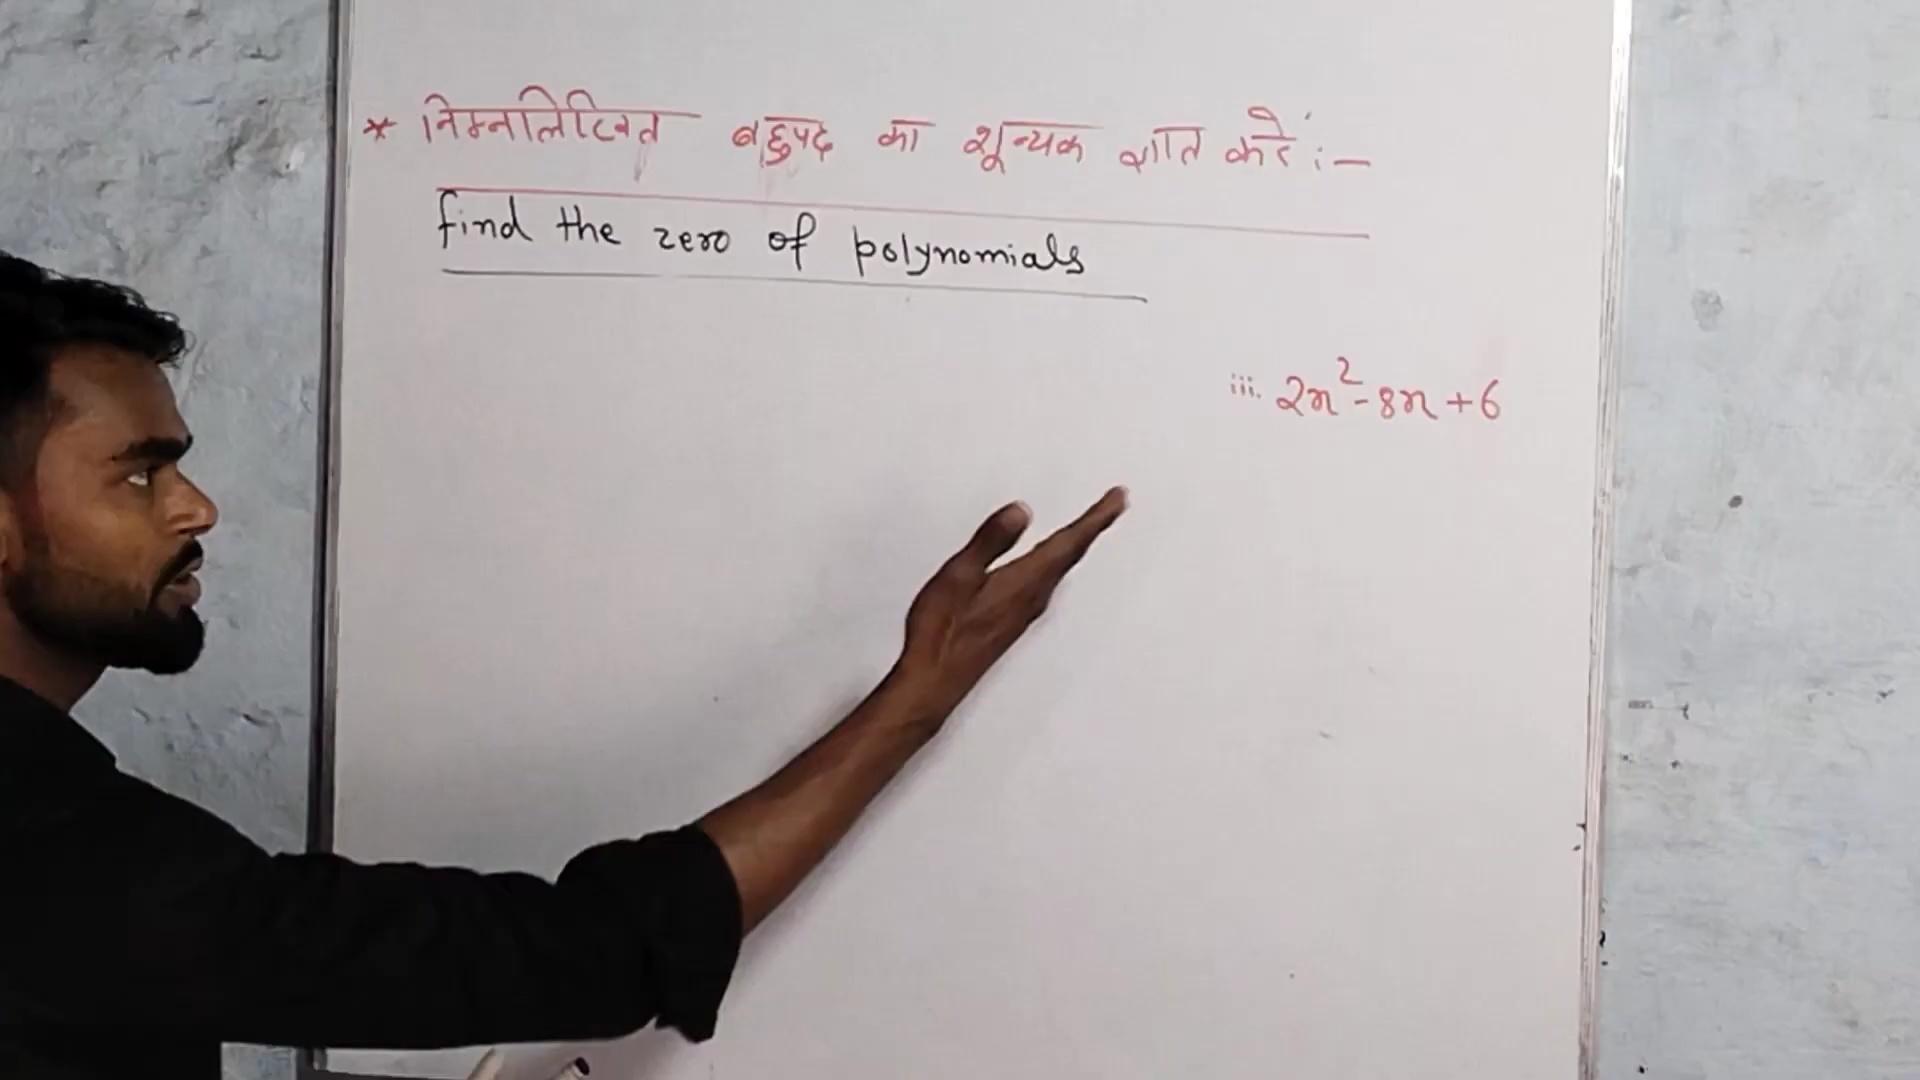 * निम्नलिखित बहुपद का शून्यक ज्ञात करें :-
find the zero of polynomials
iii. 2x²-8x+6